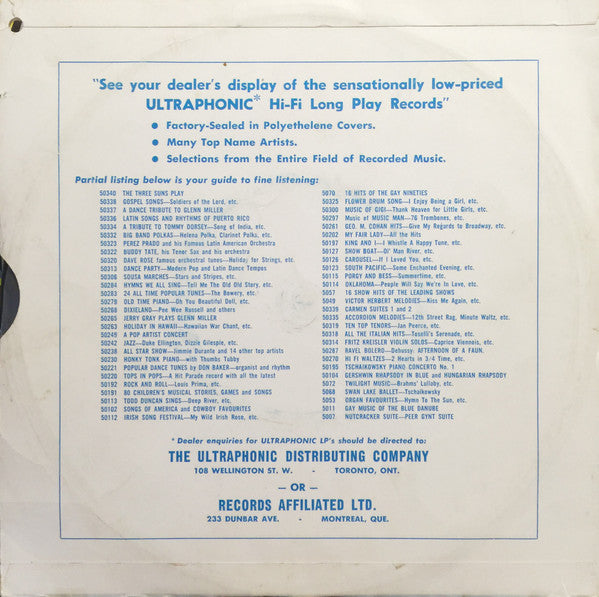 "See your dealer's display of the sensationally low-priced
ULTRAPHONIC* Hi-Fi Long Play Records"
● Factory-Sealed in Polyethelene Covers.
● Many Top Name Artists.
● Selections from the Entire Field of Recorded Music.
Partial listing below is your guide to fine listening:
50340 THE THREE SUNS PLAY
50338 GOSPEL SONGS—Soldiers of the Lord, etc.
50337 A DANCE TRIBUTE TO GLENN MILLER
50336 LATIN SONGS AND RHYTHMS OF PUERTO RICO
50334 A TRIBUTE TO TOMMY DORSEY—Song of India, etc.
50332 BIG POLKAS—Helena Polka, Clarinet Polka, etc.
50323 PEREZ PRADO and his Famous Latin American Orchestra
50322 BUDDY TATE, his Tenor Sax and his orchestra
50320 DAVE ROSE famous orchestral tunes—Holiday for Strings, etc.
50313 DANCE PARTY—Modern Pop and Latin Dance Tempos
50306 SOUSA MARCHES—Stars and Stripes, etc.
50284 HYMNS WE ALL SING—Tell Me The Old Old Story, etc.
50283 24 ALL TIME POPULAR TUNES—The Bowery, etc.
50278 OLD TIME PIANO—Oh You Beautiful Doll, etc.
50268 DIXIELAND—Pee Wee Russell and others
50265 JERRY GRAY PLAYS GLENN MILLER
50263 HOLIDAY IN HAWAII—Hawaiian War Chant, etc.
50249 A POP ARTIST CONCERT
50242 JAZZ—Duke Ellington, Dizzie Gilespie, etc.
50238 ALL STAR SHOW—Jimmie Durante and 14 other top artists
50230 HONKY TONK PIANO—with Thumbs Tubby
50221 POPULAR DANCE TUNES BY DON BAKER—organist and rhythm
50220 TOPS IN POPS—A Hit Parade record with all the latest
50192 ROCK AND ROLL—Louis Prima, etc.
50191 80 CHILDREN'S MUSICAL STORIES, GAMES and SONGS
50113 TODD DUNCAN SINGS—Deep River, etc.
50102 SONGS OF AMERICA and COWBOY FAVOURITES
50112 IRISH SONG FESTIVAL—My Wild Irish Rose, etc.
5070 16 HITS OF THE GAY NINETIES
50325 FLOWER DRUM SONG—I Enjoy Being a Girl, etc.
50300 MUSIC OF GIGI—Thank Heaven for Little Girls, etc.
50297 Music of MUSIC MAN—76 Trombones, etc.
50261 GEO. M. COHAN HITS—Give My Regards to Broadway, etc.
50202 MY FAIR LADY—All the Hits
50197 KING AND I—I Whistle A Happy Tune, etc.
50127 SHOW BOAT—Ol' Man River, etc.
50126 CAROUSEL—If I Loved You, etc.
50123 SOUTH PACIFIC—Some Enchanted Evening, etc.
50115 PORGY and BESS—Summertime, etc.
50114 OKLAHOMA—People Will Say We're In Love, etc.
5057 16 SHOW HITS OF THE LEADING SHOWS
5049 VICTOR HERBERT MELODIES—Kiss Me Again, etc.
50339 CARMEN SUITES 1 and 2
50335 ACCORDION MELODIES—12th Street Rag, Minute Waltz, etc.
50319 TEN TOP TENORS—Jan Peerce, etc.
50318 ALL THE ITALIAN HITS—Toselli's Serenade, etc.
50314 FRITZ KREISLER VIOLIN SOLOS—Caprice Viennois, etc.
50287 RAVEL BOLERO—Debussy: AFTERNOON OF A FAUN.
50270 HI FI WALTZES—2 Hearts in 3/4 Time, etc.
50195 TSCHAIKOWSKY PIANO CONCERTO No. 1
50104 GERSHWIN RHAPSODY IN BLUE and HUNGARIAN RHAPSODY
5072 TWILIGHT MUSIC—Brahms' Lullaby, etc.
5068 SWAN LAKE BALLET—Tschaikowsky
5053 ORGAN FAVOURITES—Hyme To The Sun, etc.
5011 GAY MUSIC OF THE BLUE DANUBE
5007 NUTCRACKER SUITE—PEER GYNT SUITE
* Dealer enquiries for ULTRAPHONIC LP's should be directed to:
THE ULTRAPHONIC DISTRIBUTING COMPANY
108 WELLINGTON ST. W. - TORONTO, ONT.
— OR —
RECORDS AFFILIATED LTD.
233 DUNBAR AVE. - MONTREAL, QUE.